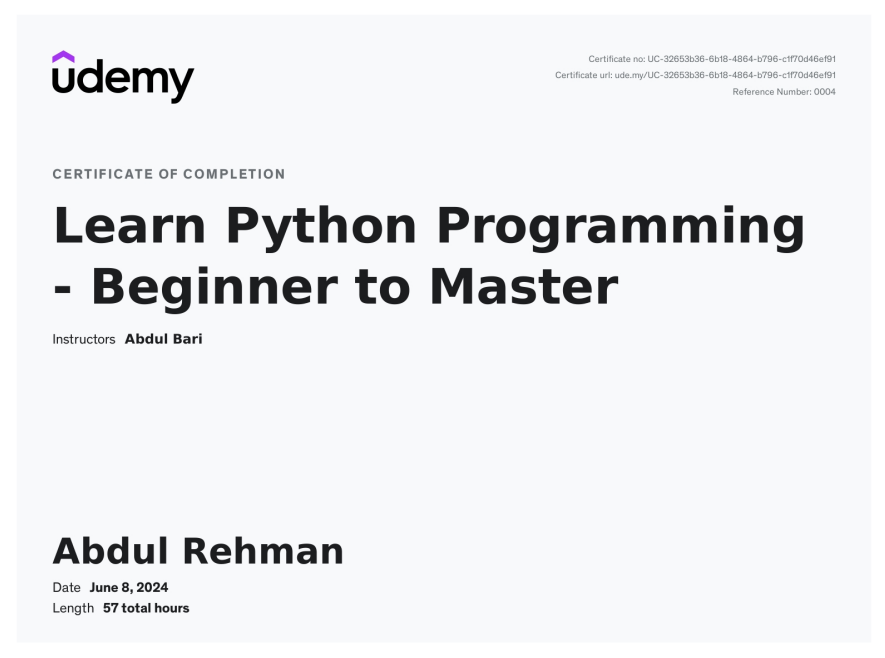 udemy
Certificate no: UC-32653b36-6b18-4864-b796-c1f70d46ef91
Certificate url: ude.my/UC-32653b36-6b18-4864-b796-c1f70d46ef91
Reference Number: 0004
CERTIFICATE OF COMPLETION
Learn Python Programming
- Beginner to Master
Instructors Abdul Bari
Abdul Rehman
Date June 8, 2024
Length 57 total hours